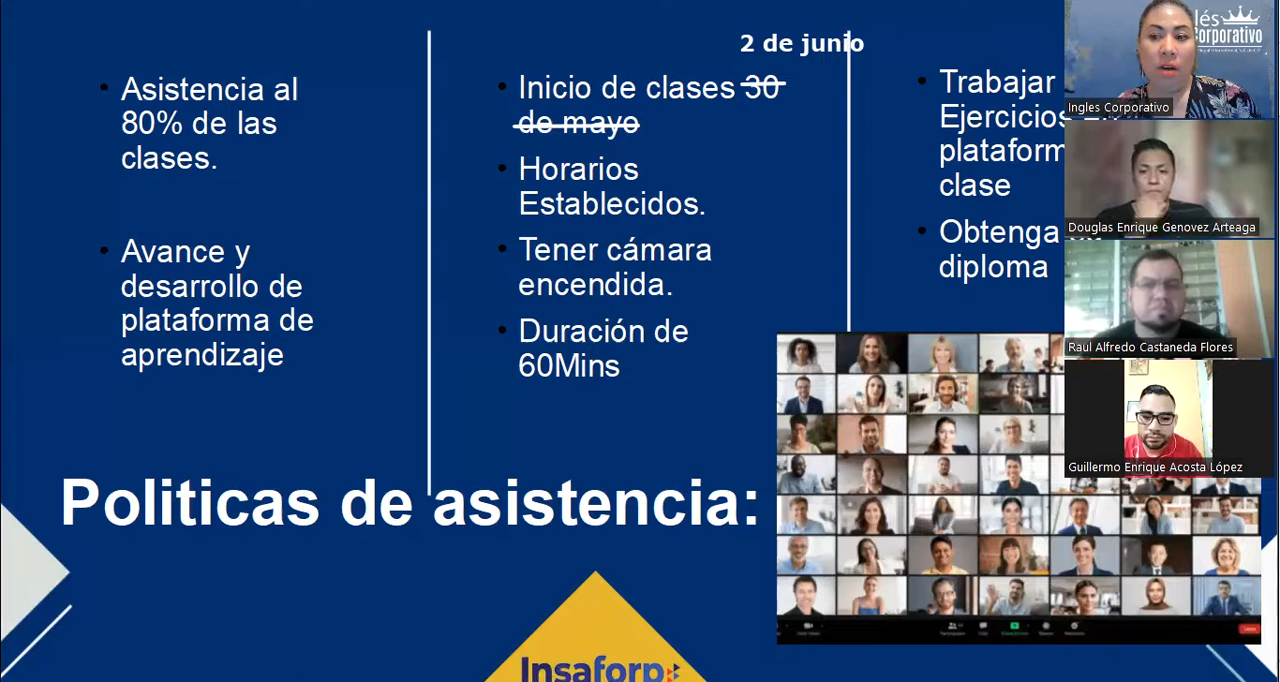 Asistencia al
80% de las
clases.
Avance y
desarrollo de
plataforma de
aprendizaje
2 de junio
Inicio de clases 30
de mayo
Horarios
Establecidos.
Tener cámara
encendida.
Duración de
60Mins
Trabajar
Ejercicios
plataform
clase
Obtenga
diploma
Politicas de asistencia:
Insaforp
lés
Corporativo
Ingles Corporativo
Douglas Enrique Genovez Arteaga
Raul Alfredo Castaneda Flores
Guillermo Enrique Acosta López